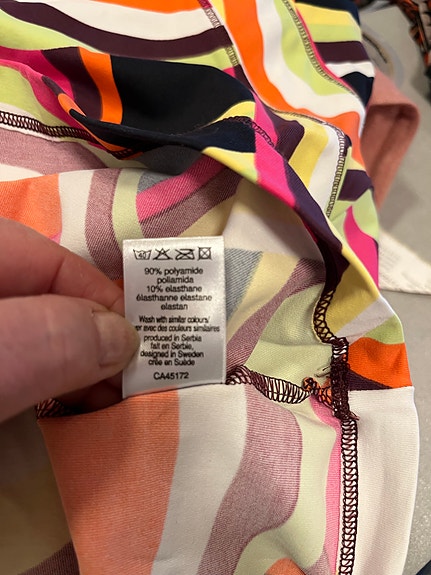 90% polyamide
poliamida
10% elasthane
élasthanne elastane
elastan
Wash with similar colours/
er avec des couleurs similaires
produced in Serbia
fait en Serbie,
designed in Sweden
crée en Suède
CA45172